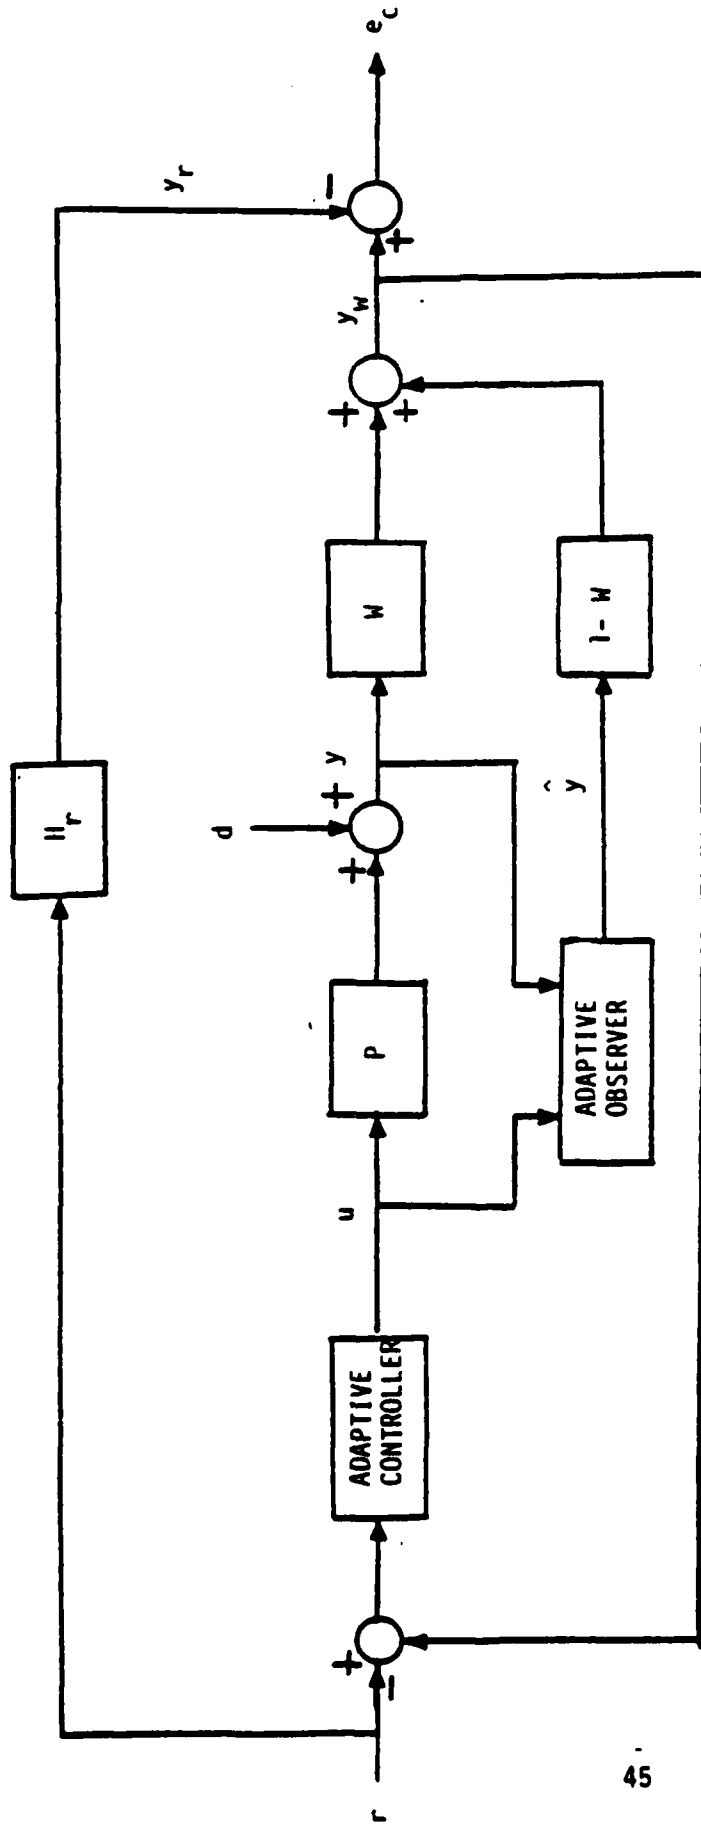 H_r
y_r
e_c
d
r
+
-
ADAPTIVE
CONTROLLER
u
P
+
+
y
W
+
+
y_w
+
-
ADAPTIVE
OBSERVER
ŷ
1- W
45